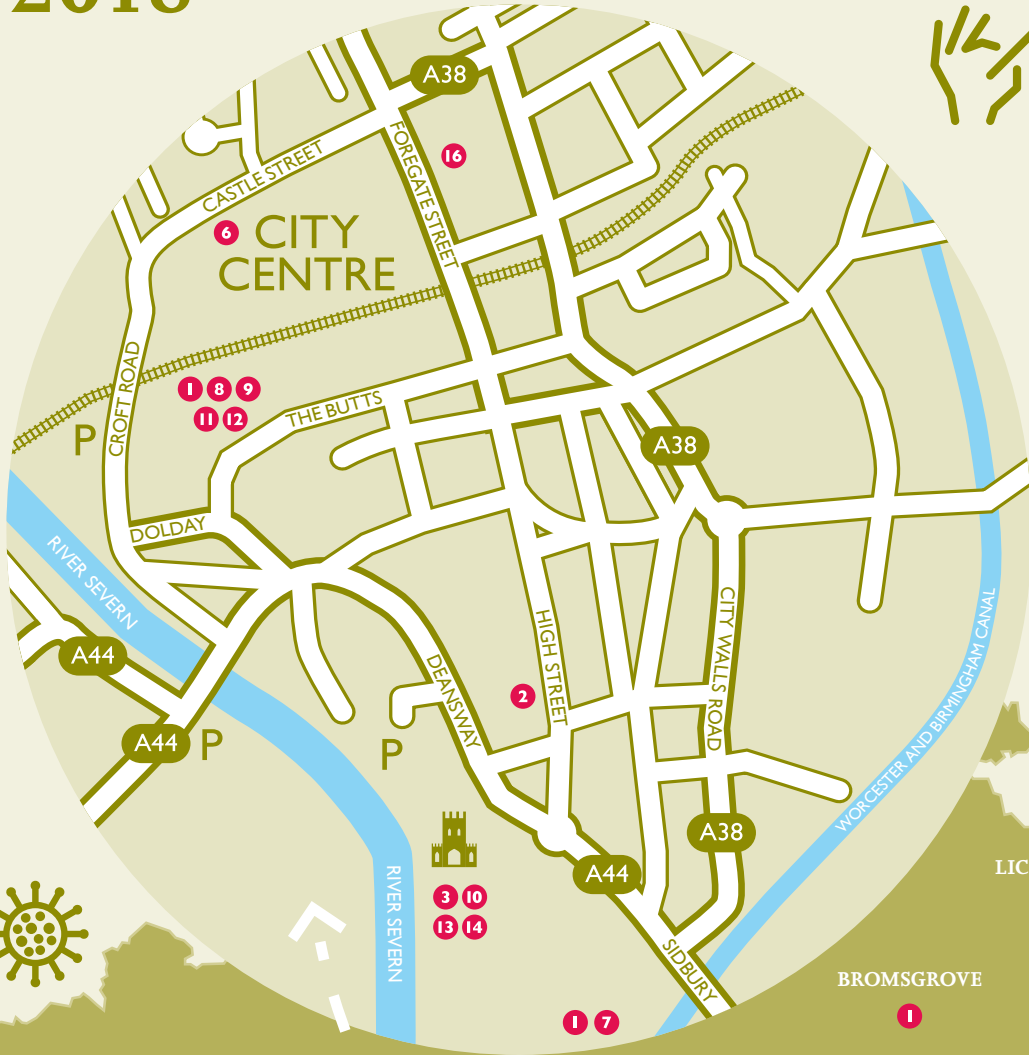 2018
A38
FOREGATE STREET
16
CASTLE STREET
6
CITY
CENTRE
CROFT ROAD
1 8 9
11 12
THE BUTTS
P
A38
DOLDAY
RIVER SEVERN
A44
A44
P
DEANSWAY
P
2
HIGH STREET
CITY WALLS ROAD
WORCESTER AND BIRMINGHAM CANAL
A38
A44
3 10
13 14
RIVER SEVERN
SIDBURY
1 7
LIC
BROMSGROVE
1